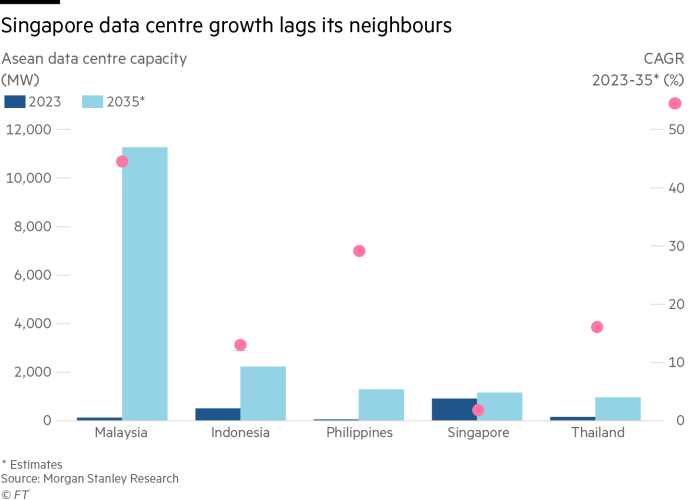 Singapore data centre growth lags its neighbours
Asean data centre capacity
(MW)
CAGR
2023-35* (%)
2023
2035*
12,000
10,000
8,000
6,000
4,000
2,000
0
50
40
30
20
10
0
Malaysia
Indonesia
Philippines
Singapore
Thailand
* Estimates
Source: Morgan Stanley Research
© FT